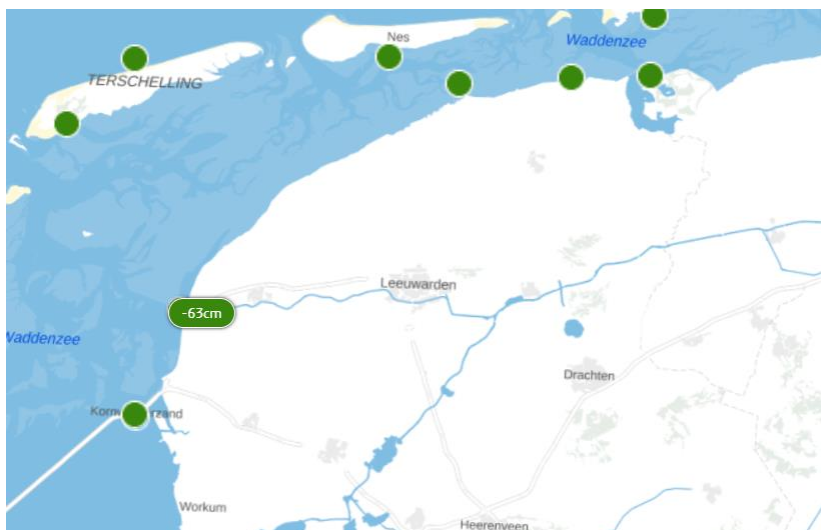 Nes
Waddenzee
TERSCHELLING
Leeuwarden
-63cm
Waddenzee
Drachten
Workum
Heerenveen